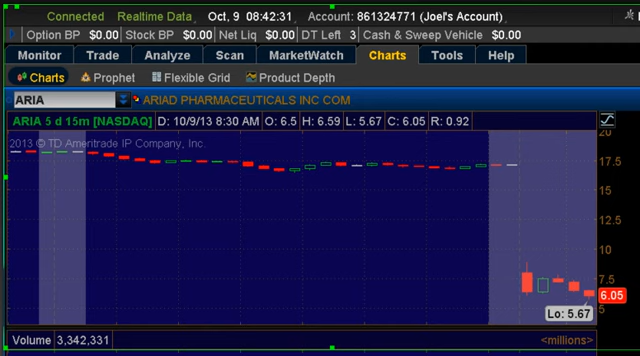 Connected Realtime Data Oct, 9 08:42:31 Account: 861324771 (Joel's Account)
Option BP $0.00 Stock BP $0.00 Net Liq $0.00 DT Left 3 Cash & Sweep Vehicle $0.00
Monitor Trade Analyze Scan MarketWatch Charts Tools Help
Charts Prophet Flexible Grid Product Depth
ARIA ARIAD PHARMACEUTICALS INC COM
ARIA 5 d 15m [NASDAQ] D: 10/9/13 8:30 AM O: 6.5 H: 6.59 L: 5.67 C: 6.05 R: 0.92
2013 © TD Ameritrade IP Company, Inc.
20
17.5
15
12.5
10
7.5
6.05
5
Lo: 5.67
Volume 3,342,331 <millions>